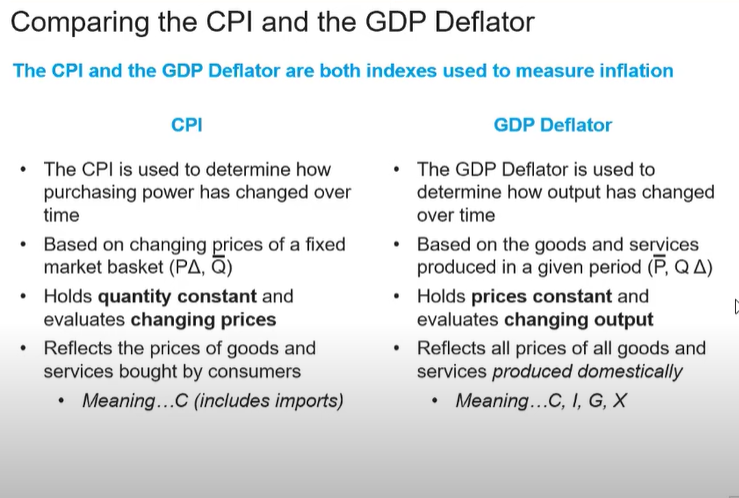 Comparing the CPI and the GDP Deflator
The CPI and the GDP Deflator are both indexes used to measure inflation
CPI
• The CPI is used to determine how
purchasing power has changed over
time
• Based on changing prices of a fixed
market basket (PΔ, Q̅)
• Holds quantity constant and
evaluates changing prices
• Reflects the prices of goods and
services bought by consumers
• Meaning…C (includes imports)
GDP Deflator
• The GDP Deflator is used to
determine how output has changed
over time
• Based on the goods and services
produced in a given period (P̅, Q Δ)
• Holds prices constant and
evaluates changing output
• Reflects all prices of all goods and
services produced domestically
• Meaning…C, I, G, X